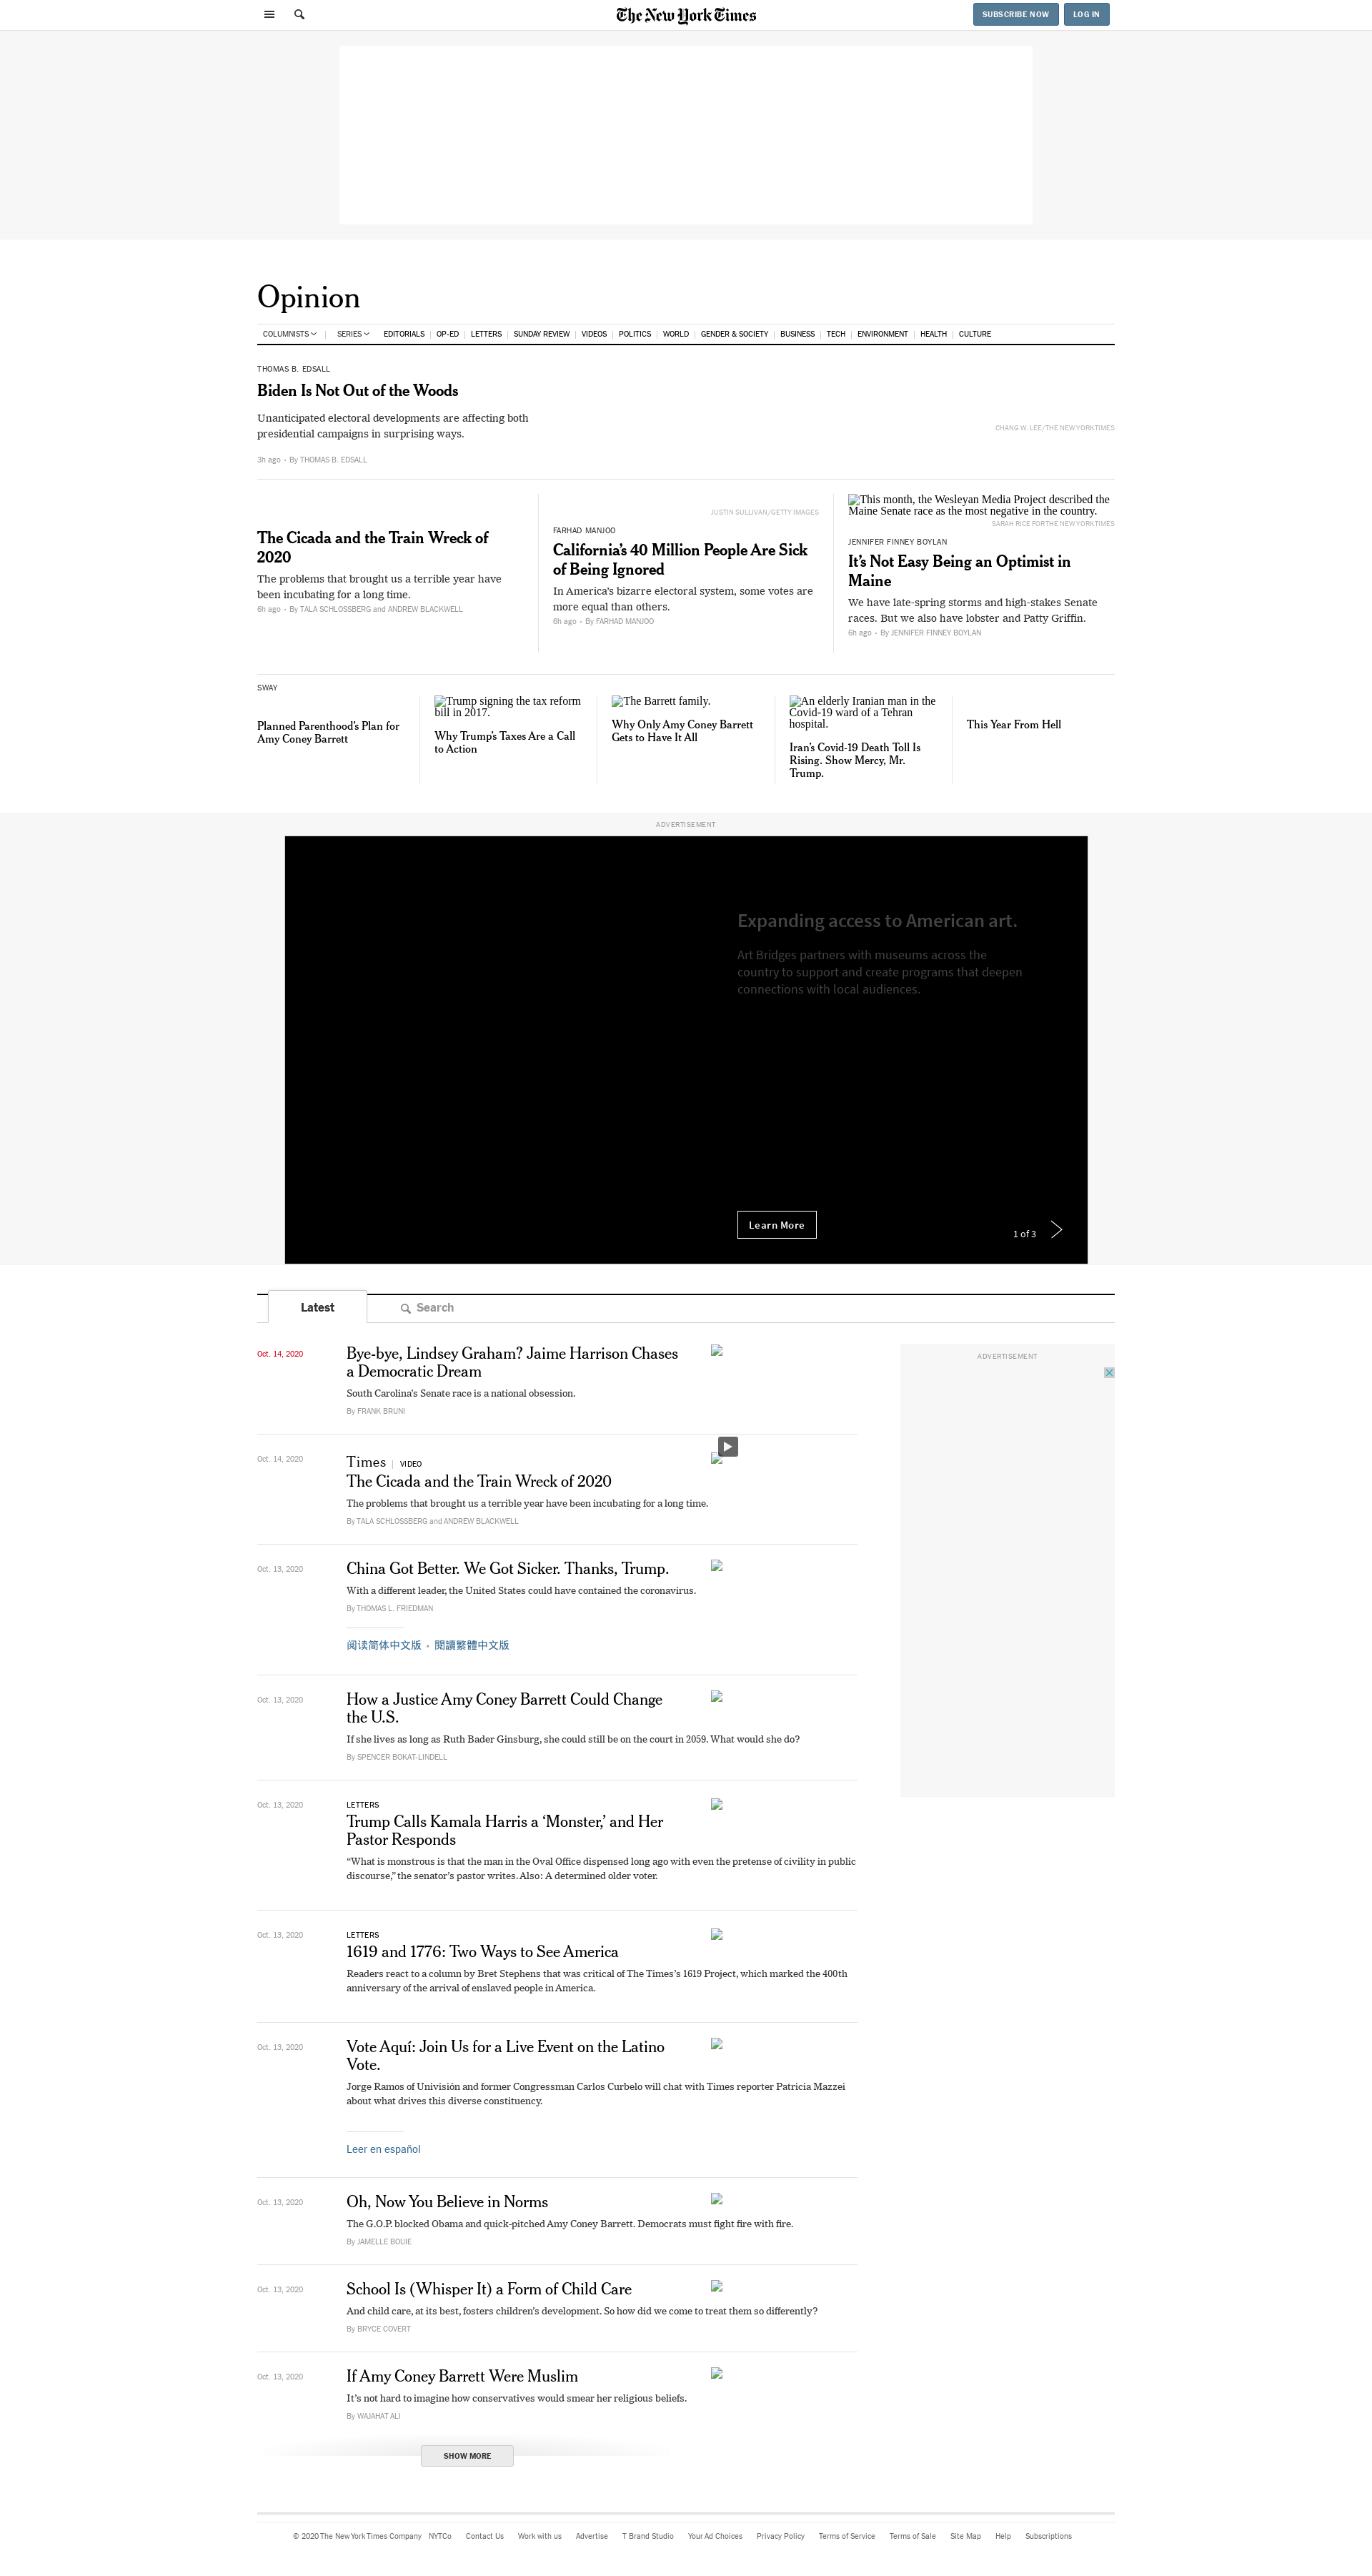 The New York Times
SUBSCRIBE NOW
LOG IN
Opinion
COLUMNISTS | SERIES EDITORIALS | OP-ED | LETTERS | SUNDAY REVIEW | VIDEOS | POLITICS | WORLD | GENDER & SOCIETY | BUSINESS | TECH | ENVIRONMENT | HEALTH | CULTURE
THOMAS B. EDSALL
Biden Is Not Out of the Woods
Unanticipated electoral developments are affecting both
presidential campaigns in surprising ways.
3h ago • By THOMAS B. EDSALL
CHANG W. LEE/THE NEW YORK TIMES
The Cicada and the Train Wreck of
2020
The problems that brought us a terrible year have
been incubating for a long time.
6h ago • By TALA SCHLOSSBERG and ANDREW BLACKWELL
JUSTIN SULLIVAN/GETTY IMAGES
FARHAD MANJOO
California’s 40 Million People Are Sick
of Being Ignored
In America’s bizarre electoral system, some votes are
more equal than others.
6h ago • By FARHAD MANJOO
This month, the Wesleyan Media Project described the
Maine Senate race as the most negative in the country.
SARAH RICE FOR THE NEW YORK TIMES
JENNIFER FINNEY BOYLAN
It’s Not Easy Being an Optimist in
Maine
We have late-spring storms and high-stakes Senate
races. But we also have lobster and Patty Griffin.
6h ago • By JENNIFER FINNEY BOYLAN
SWAY
Planned Parenthood’s Plan for
Amy Coney Barrett
Trump signing the tax reform
bill in 2017.
Why Trump’s Taxes Are a Call
to Action
The Barrett family.
Why Only Amy Coney Barrett
Gets to Have It All
An elderly Iranian man in the
Covid-19 ward of a Tehran
hospital.
Iran’s Covid-19 Death Toll Is
Rising. Show Mercy, Mr.
Trump.
This Year From Hell
ADVERTISEMENT
Expanding access to American art.
Art Bridges partners with museums across the
country to support and create programs that deepen
connections with local audiences.
Learn More
1 of 3
Latest
Search
Oct. 14, 2020
Bye-bye, Lindsey Graham? Jaime Harrison Chases
a Democratic Dream
South Carolina’s Senate race is a national obsession.
By FRANK BRUNI
ADVERTISEMENT
Oct. 14, 2020
Times | VIDEO
The Cicada and the Train Wreck of 2020
The problems that brought us a terrible year have been incubating for a long time.
By TALA SCHLOSSBERG and ANDREW BLACKWELL
Oct. 13, 2020
China Got Better. We Got Sicker. Thanks, Trump.
With a different leader, the United States could have contained the coronavirus.
By THOMAS L. FRIEDMAN
阅读简体中文版 • 閱讀繁體中文版
Oct. 13, 2020
How a Justice Amy Coney Barrett Could Change
the U.S.
If she lives as long as Ruth Bader Ginsburg, she could still be on the court in 2059. What would she do?
By SPENCER BOKAT-LINDELL
Oct. 13, 2020
LETTERS
Trump Calls Kamala Harris a ‘Monster,’ and Her
Pastor Responds
“What is monstrous is that the man in the Oval Office dispensed long ago with even the pretense of civility in public
discourse,” the senator’s pastor writes. Also: A determined older voter.
Oct. 13, 2020
LETTERS
1619 and 1776: Two Ways to See America
Readers react to a column by Bret Stephens that was critical of The Times’s 1619 Project, which marked the 400th
anniversary of the arrival of enslaved people in America.
Oct. 13, 2020
Vote Aquí: Join Us for a Live Event on the Latino
Vote.
Jorge Ramos of Univisión and former Congressman Carlos Curbelo will chat with Times reporter Patricia Mazzei
about what drives this diverse constituency.
Leer en español
Oct. 13, 2020
Oh, Now You Believe in Norms
The G.O.P. blocked Obama and quick-pitched Amy Coney Barrett. Democrats must fight fire with fire.
By JAMELLE BOUIE
Oct. 13, 2020
School Is (Whisper It) a Form of Child Care
And child care, at its best, fosters children’s development. So how did we come to treat them so differently?
By BRYCE COVERT
Oct. 13, 2020
If Amy Coney Barrett Were Muslim
It’s not hard to imagine how conservatives would smear her religious beliefs.
By WAJAHAT ALI
SHOW MORE
© 2020 The New York Times Company NYTCo Contact Us Work with us Advertise T Brand Studio Your Ad Choices Privacy Policy Terms of Service Terms of Sale Site Map Help Subscriptions